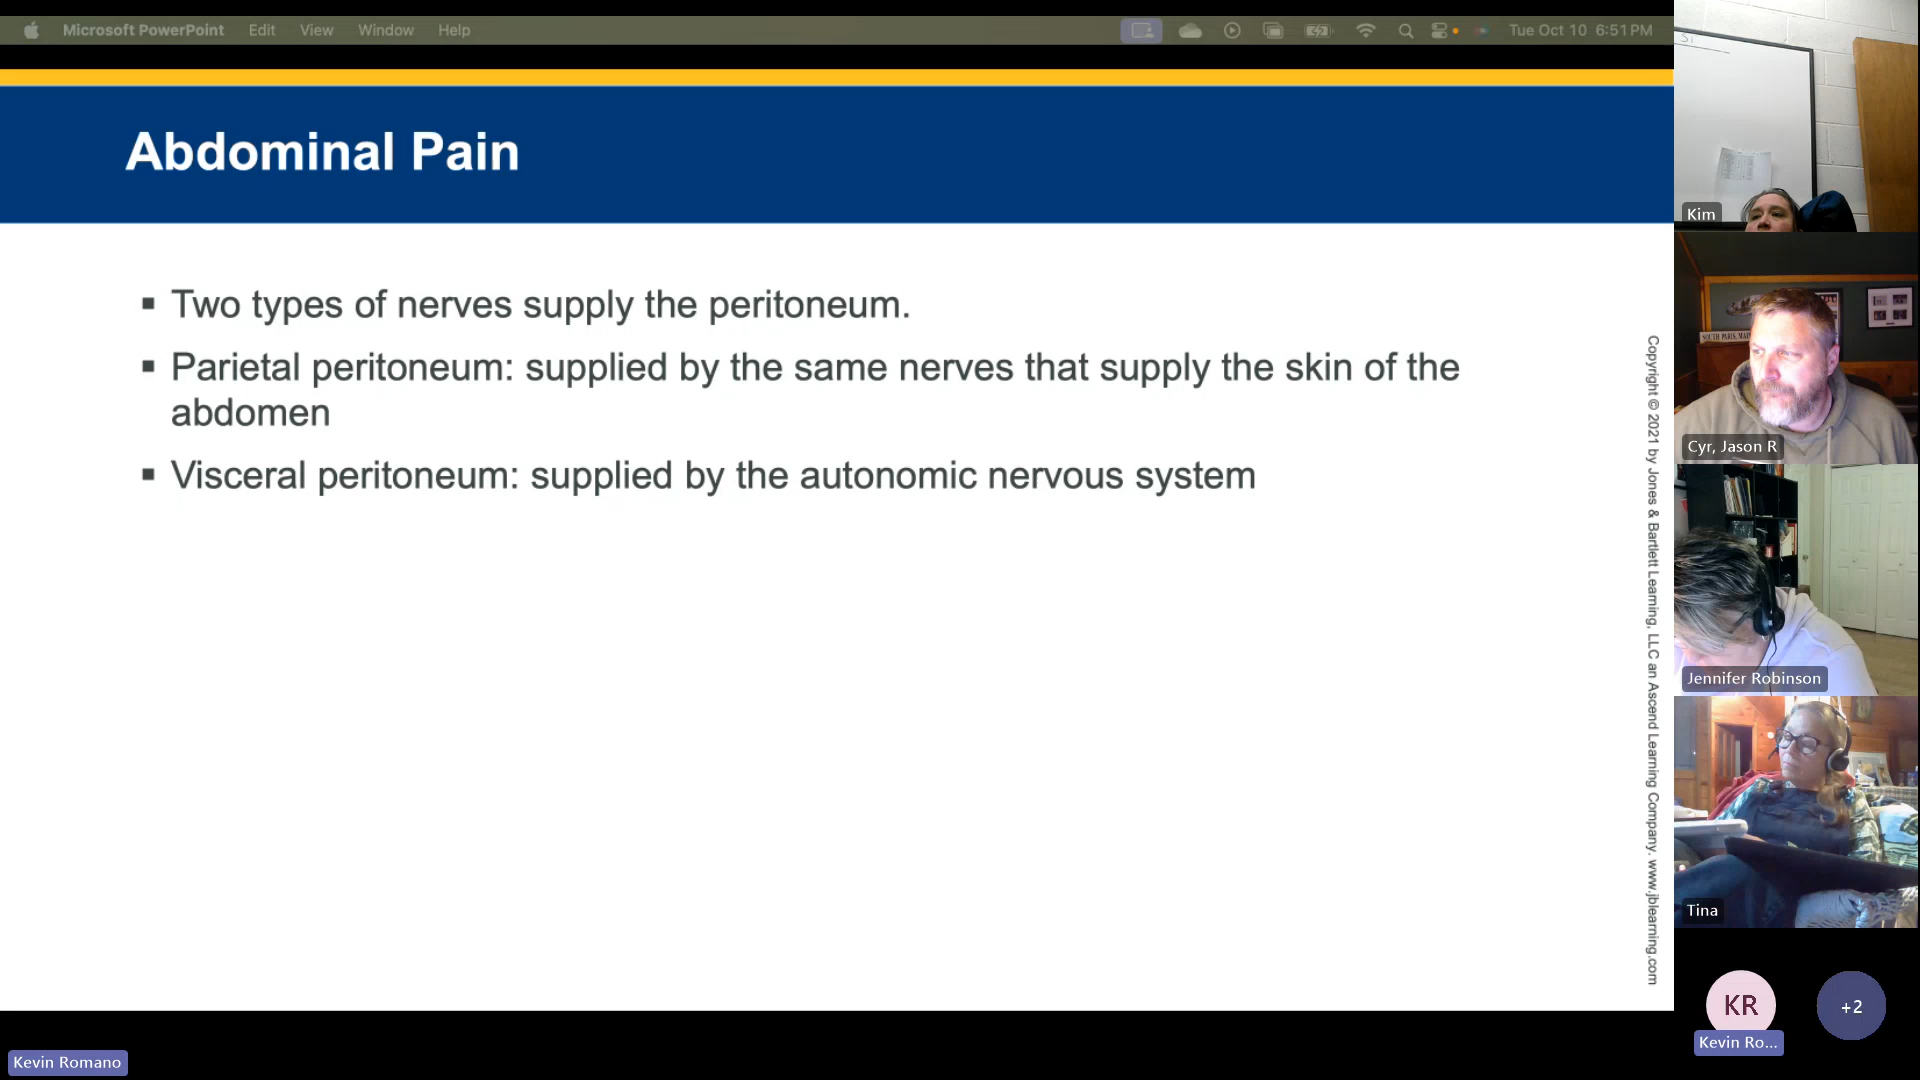 Microsoft PowerPoint Edit View Window Help
Tue Oct 10 6:51 PM
Abdominal Pain
▪ Two types of nerves supply the peritoneum.
▪ Parietal peritoneum: supplied by the same nerves that supply the skin of the
abdomen
▪ Visceral peritoneum: supplied by the autonomic nervous system
Copyright © 2021 by Jones & Bartlett Learning, LLC an Ascend Learning Company. www.jblearning.com
Kim
SOUTH PARIS, MAI
Cyr, Jason R
Jennifer Robinson
Tina
KR
+2
Kevin Ro...
Kevin Romano